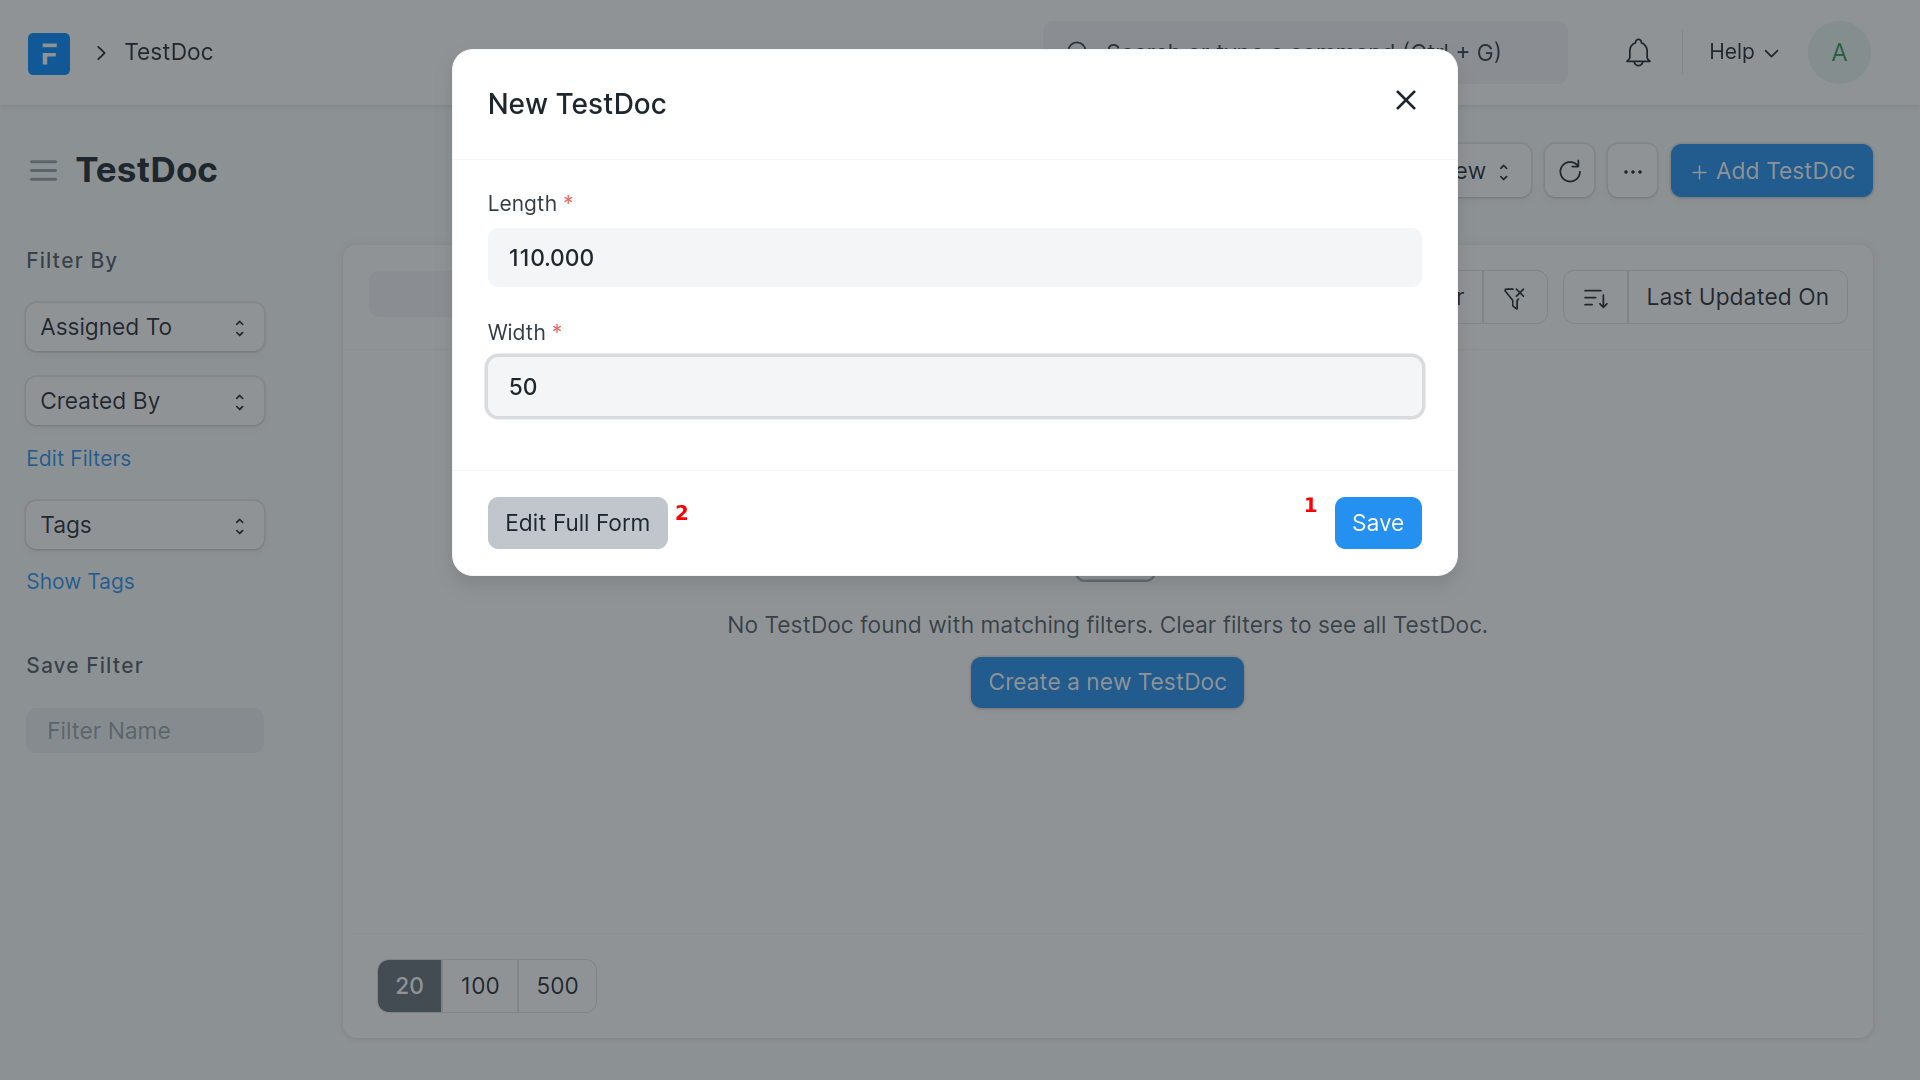 TestDoc
+ G)
Help
A
New TestDoc
TestDoc
ew
Add TestDoc
Length *
110.000
Width *
50
Filter By
Assigned To
Created By
Edit Filters
Tags
Show Tags
Save Filter
Filter Name
r
Last Updated On
Edit Full Form
2
1
Save
No TestDoc found with matching filters. Clear filters to see all TestDoc.
Create a new TestDoc
20
100
500